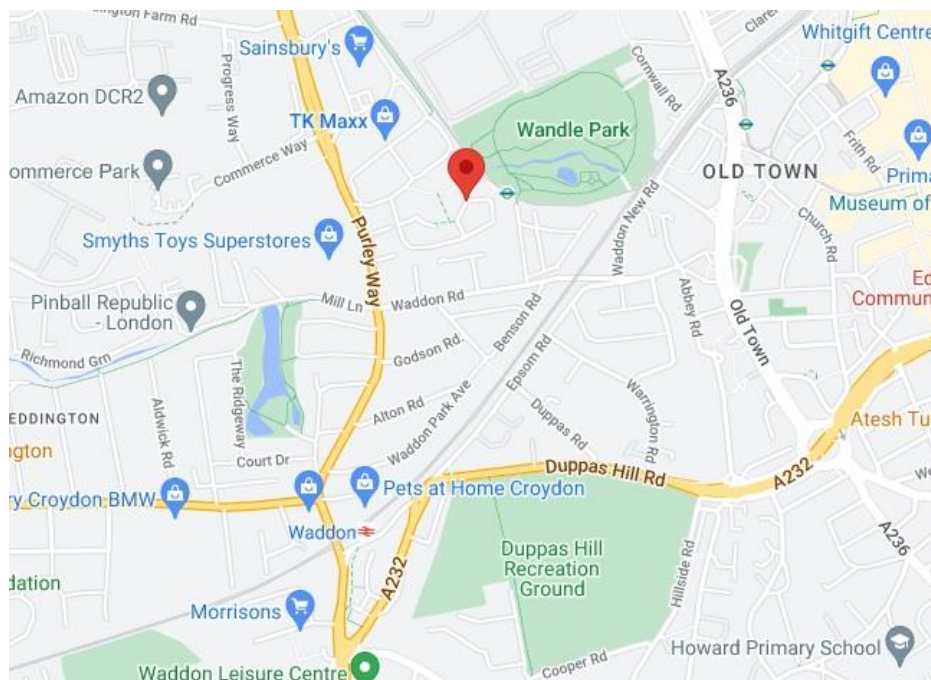 ington Farm Rd
Sainsbury's
Progress Way
Amazon DCR2
TK Maxx
Commerce Way
ommerce Park
Cornwall Rd
Claren
A236
Whitgift Centre
Wandle Park
OLD TOWN
Frith Rd
Prima
Museum of
Church Rd
Smyths Toys Superstores
Purley Way
Waddon New Rd
Pinball Republic
- London
Mill Ln
Waddon Rd
Abbey Rd
Old Town
Ed
Commun
Richmond Grn
The Ridgeway
Godson Rd.
Benson Rd
Epsom Rd
EDDINGTON
Aldwick Rd
Alton Rd
Waddon Park Ave
Duppas Rd
Warrington Rd
Atesh Tu
ngton
Court Dr
Duppas Hill Rd
A232
ry Croydon BMW
Pets at Home Croydon
Waddon
We
A236
Duppas Hill
Recreation
Ground
dation
A232
Hillside Rd
Morrisons
Howard Primary School
Waddon Leisure Centre
Cooper Rd